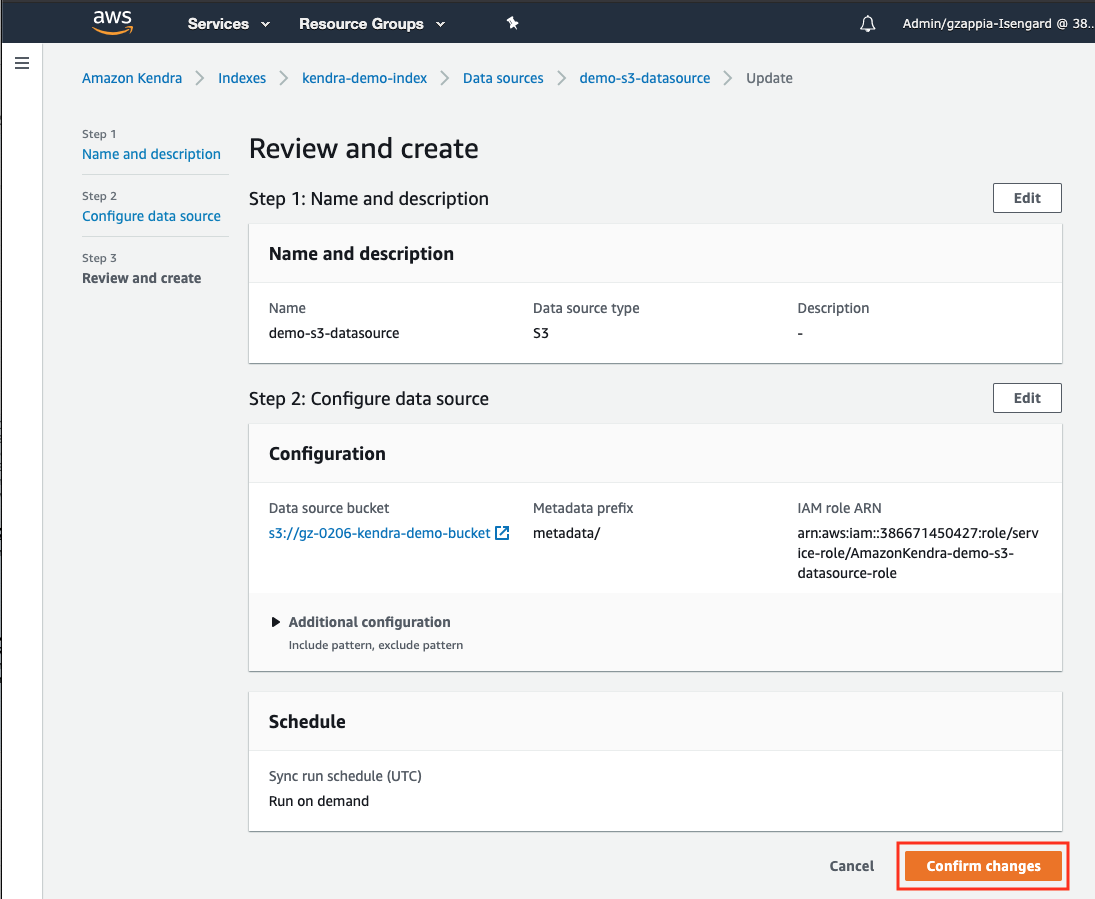 aws
Services
Resource Groups
Admin/gzappia-Isengard @ 38..
Amazon Kendra
Indexes
kendra-demo-index
Data sources
demo-s3-datasource
Update
Step 1
Name and description
Step 2
Configure data source
Step 3
Review and create
Review and create
Step 1: Name and description
Edit
Name and description
Name
Data source type
Description
demo-s3-datasource
S3
-
Step 2: Configure data source
Edit
Configuration
Data source bucket
Metadata prefix
IAM role ARN
s3://gz-0206-kendra-demo-bucket
metadata/
arn:aws:iam::386671450427:role/serv
ice-role/AmazonKendra-demo-s3-
datasource-role
Additional configuration
Include pattern, exclude pattern
Schedule
Sync run schedule (UTC)
Run on demand
Cancel
Confirm changes